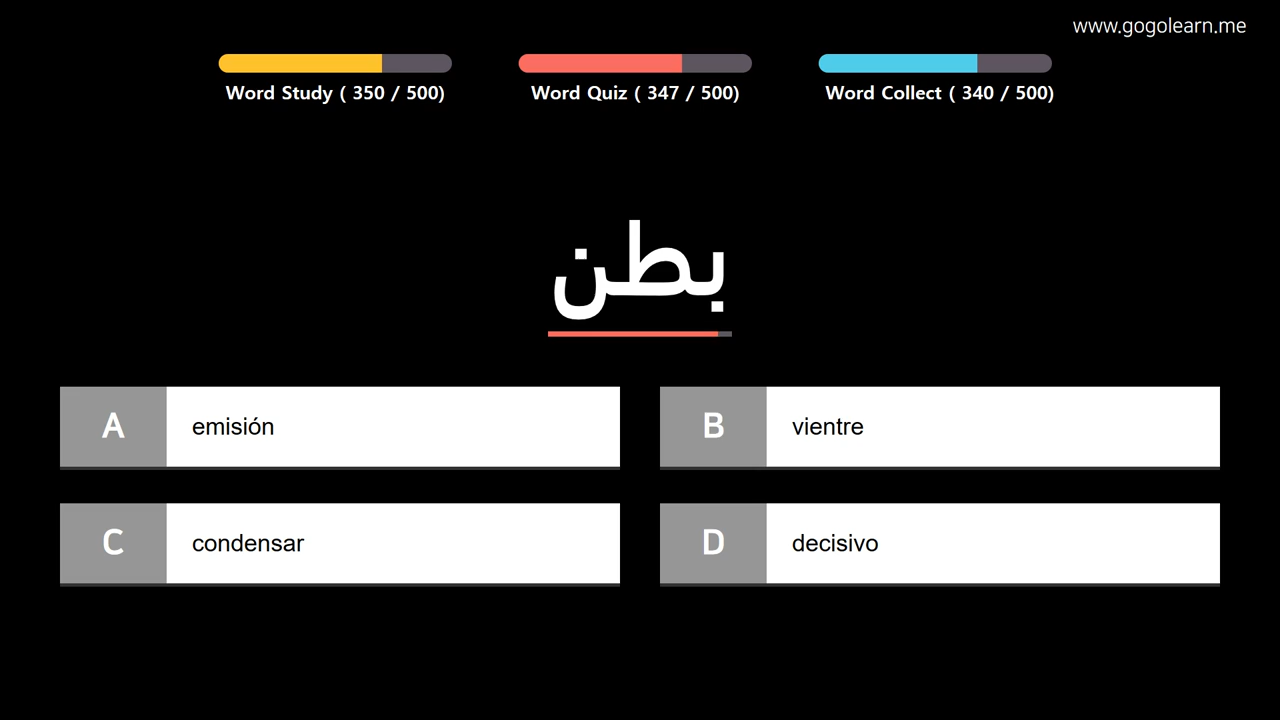 www.gogolearn.me
Word Study ( 350 / 500)
Word Quiz ( 347 / 500)
Word Collect ( 340 / 500)
بطن
A emisión
B vientre
C condensar
D decisivo